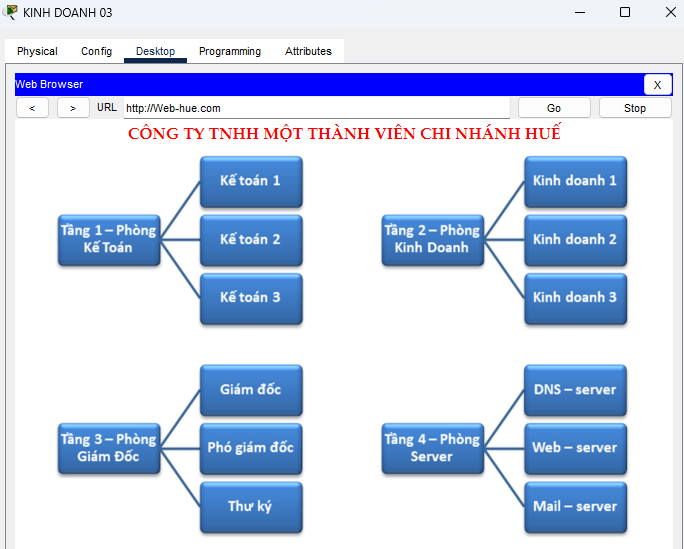 KINH DOANH 03
Physical Config Desktop Programming Attributes
Web Browser X
< > URL http://Web-hue.com Go Stop
CÔNG TY TNHH MỘT THÀNH VIÊN CHI NHÁNH HUẾ
Tầng 1 – Phòng
Kế Toán
Kế toán 1
Kế toán 2
Kế toán 3
Tầng 2 – Phòng
Kinh Doanh
Kinh doanh 1
Kinh doanh 2
Kinh doanh 3
Tầng 3 – Phòng
Giám Đốc
Giám đốc
Phó giám đốc
Thư ký
Tầng 4 – Phòng
Server
DNS – server
Web – server
Mail – server